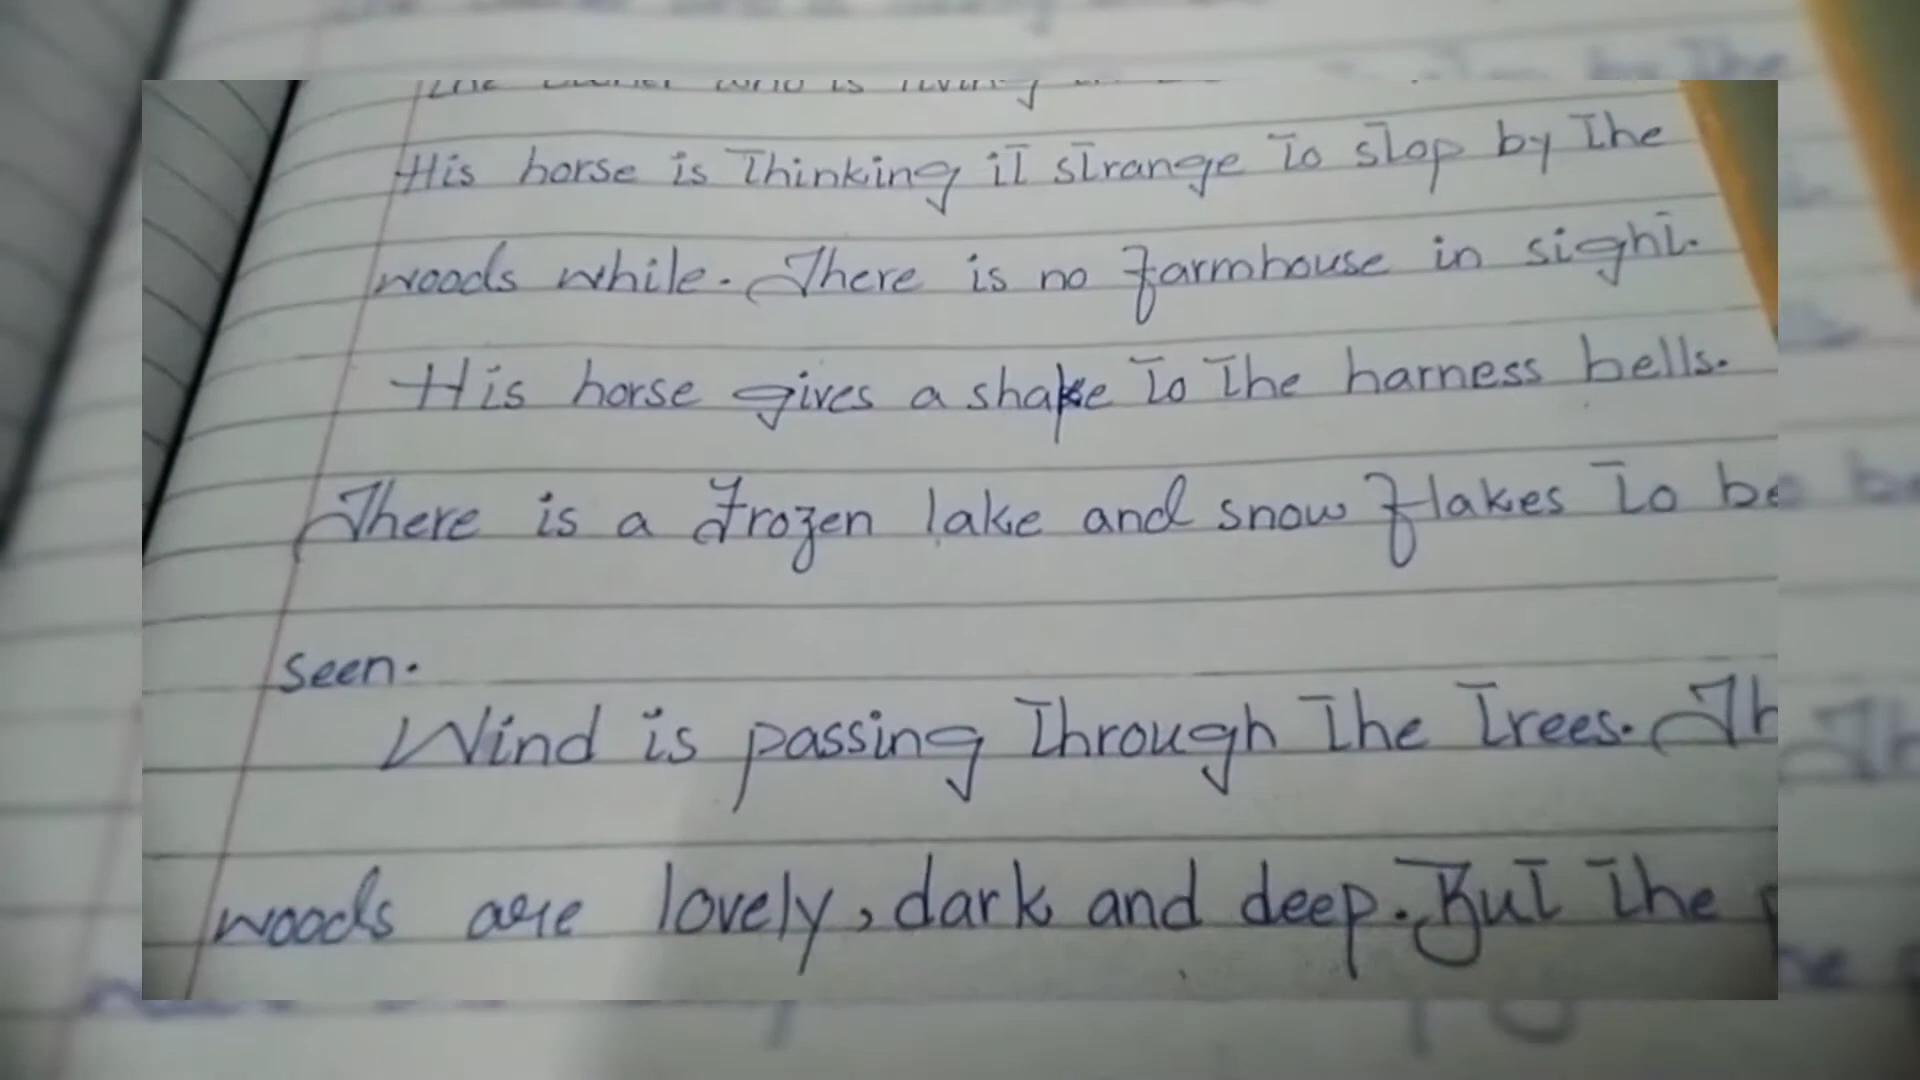 His horse is thinking it strange to stop by the
woods while. There is no farmhouse in sight.
His horse gives a shake to the harness bells.
There is a frozen lake and snow flakes to be
seen.
Wind is passing through the trees. Th
woods are lovely, dark and deep. But the